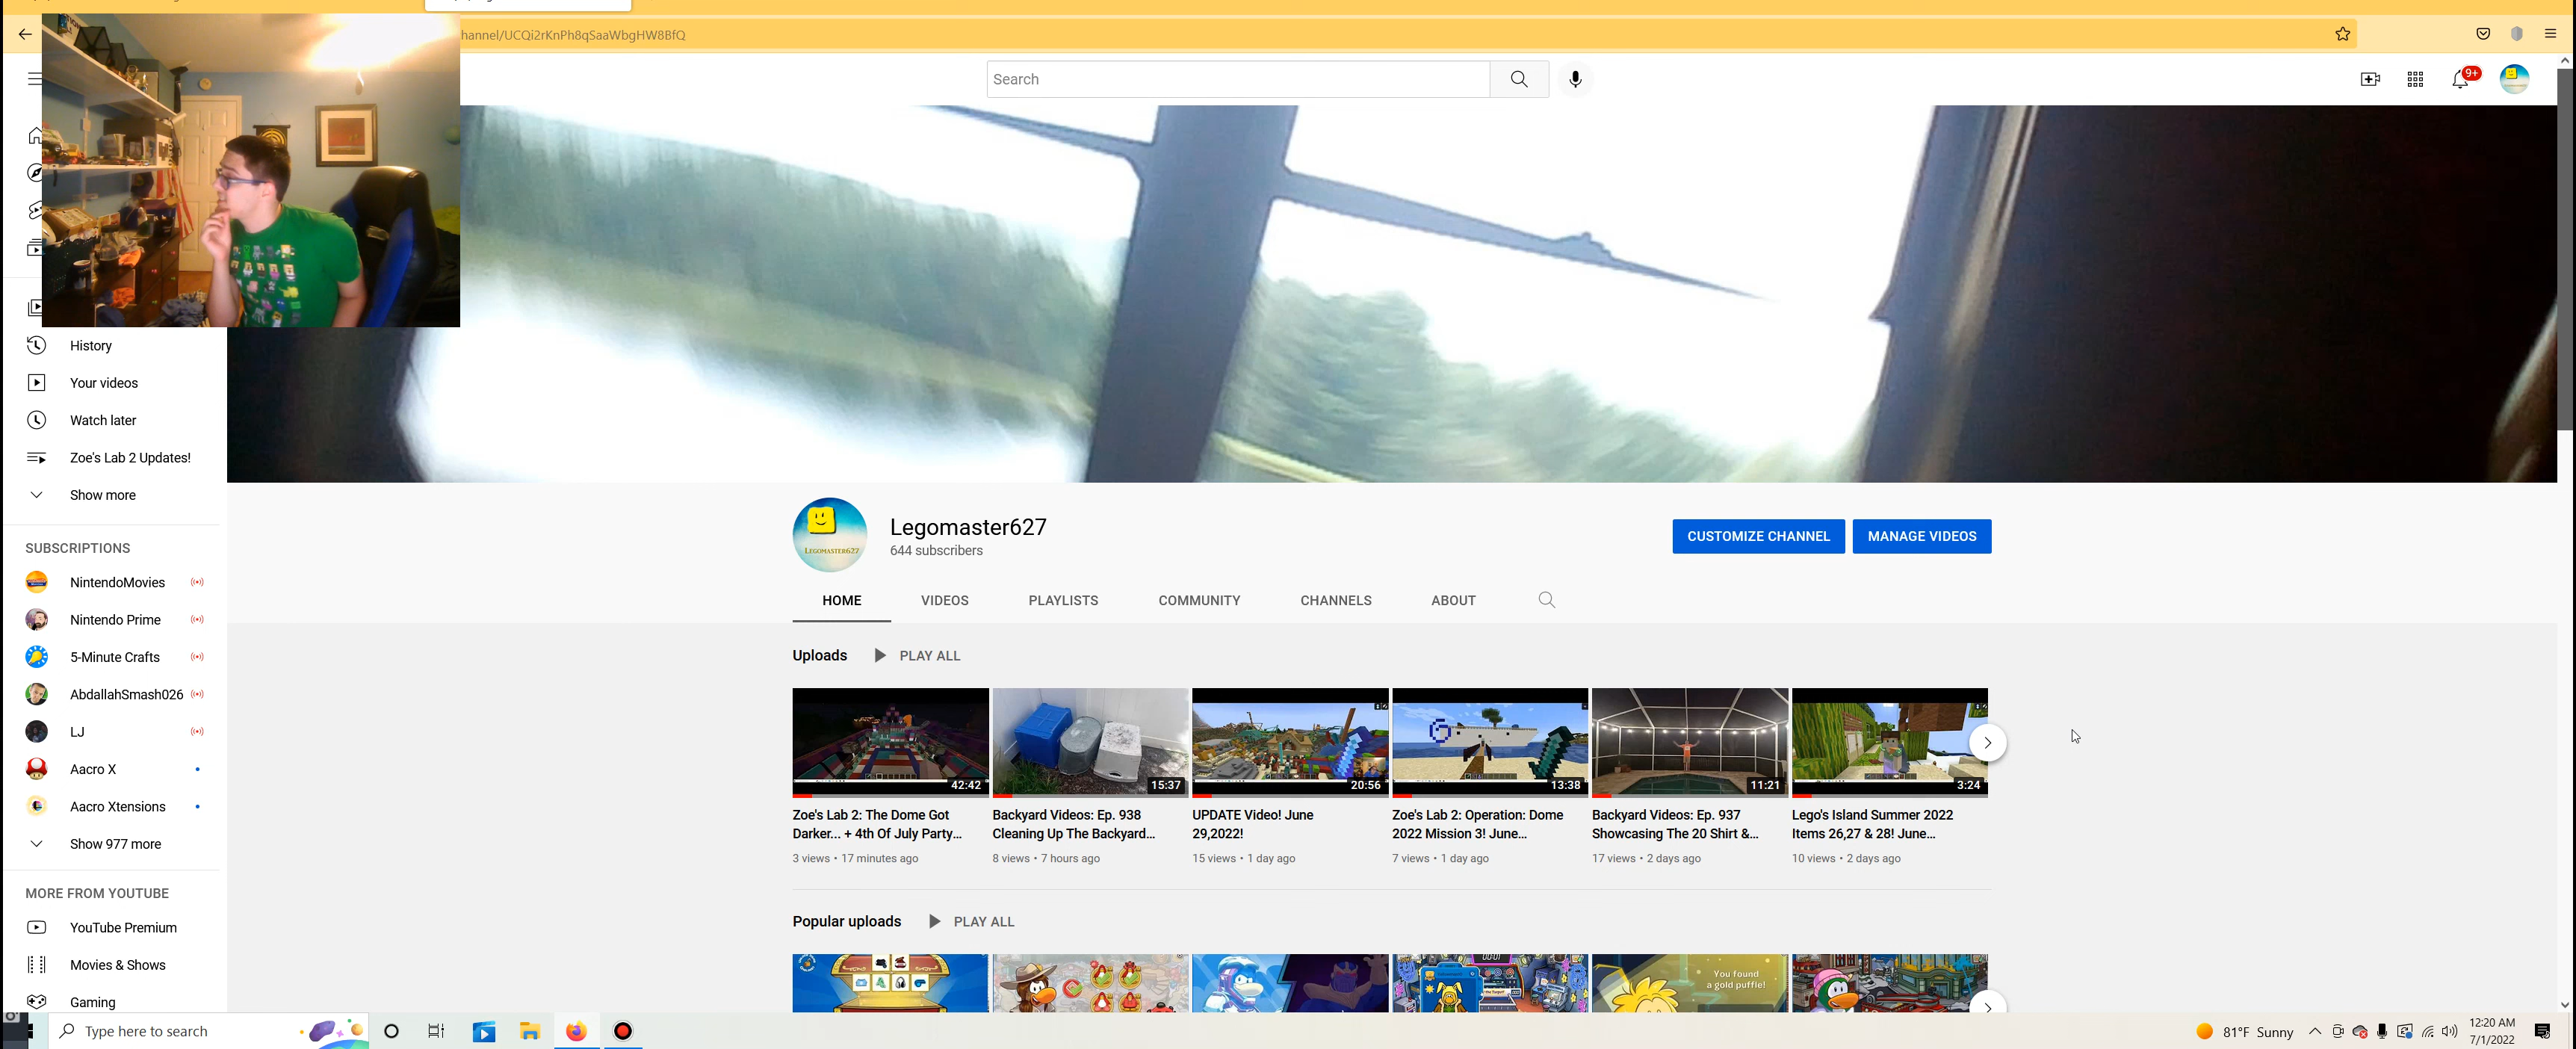 hannel/UCQi2rKnPh8qSaaWbgHW8BfQ
Search
9+
History
Your videos
Watch later
Zoe's Lab 2 Updates!
Show more
SUBSCRIPTIONS
NintendoMovies
Nintendo Prime
5-Minute Crafts
AbdallahSmash026
LJ
Aacro X
Aacro Xtensions
Show 977 more
MORE FROM YOUTUBE
YouTube Premium
Movies & Shows
Gaming
LEGOMASTER627
Legomaster627
644 subscribers
CUSTOMIZE CHANNEL
MANAGE VIDEOS
HOME VIDEOS PLAYLISTS COMMUNITY CHANNELS ABOUT
Uploads PLAY ALL
42:42
15:37
20:56
13:38
11:21
3:24
Zoe's Lab 2: The Dome Got
Darker... + 4th Of July Party...
3 views • 17 minutes ago
Backyard Videos: Ep. 938
Cleaning Up The Backyard...
8 views • 7 hours ago
UPDATE Video! June
29,2022!
15 views • 1 day ago
Zoe's Lab 2: Operation: Dome
2022 Mission 3! June...
7 views • 1 day ago
Backyard Videos: Ep. 937
Showcasing The 20 Shirt &...
17 views • 2 days ago
Lego's Island Summer 2022
Items 26,27 & 28! June...
10 views • 2 days ago
Popular uploads PLAY ALL
00:01
You found
a gold puffle!
Type here to search
81°F Sunny
12:20 AM
7/1/2022